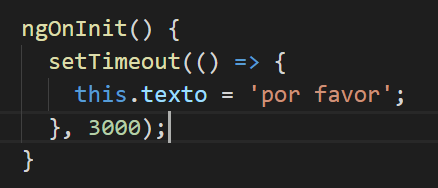 ngOnInit() {
setTimeout(() => {
this.texto = 'por favor';
}, 3000);
}